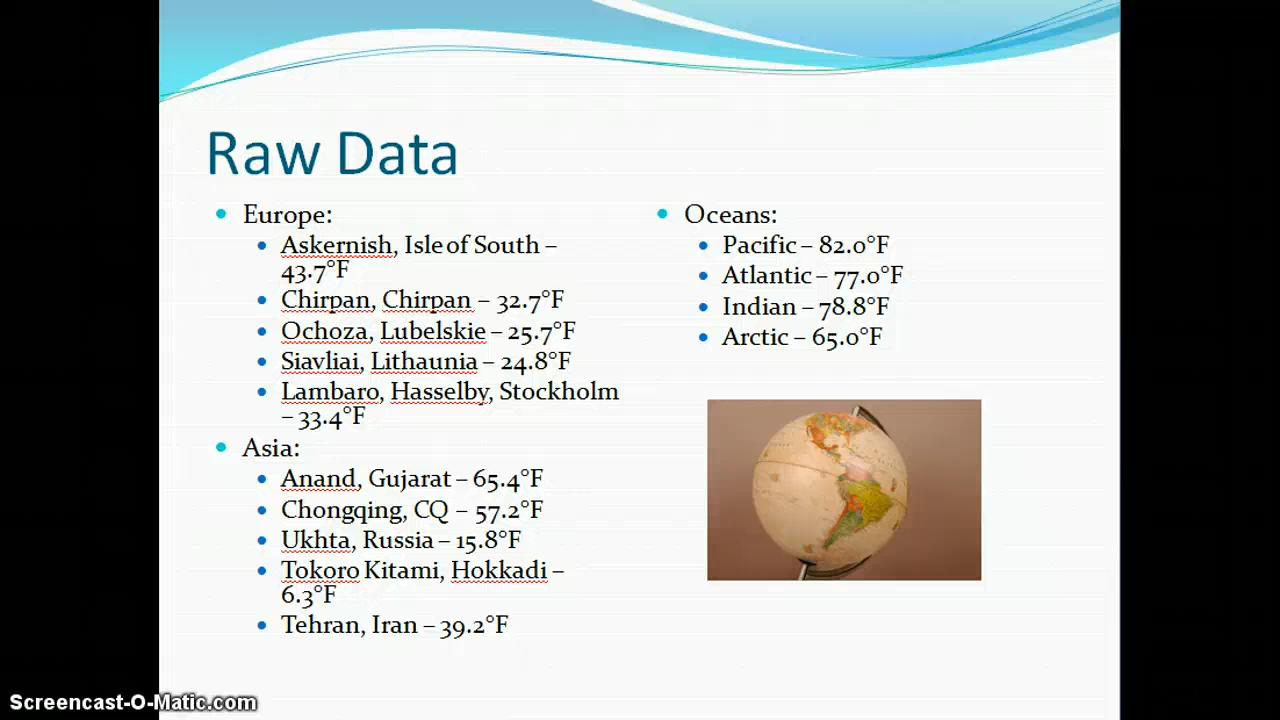 Raw Data
Europe:
Askernish, Isle of South –
43.7°F
Chirpan, Chirpan – 32.7°F
Ochoza, Lubelskie – 25.7°F
Siavliai, Lithaunia – 24.8°F
Lambaro, Hasselby, Stockholm
– 33.4°F
Asia:
Anand, Gujarat – 65.4°F
Chongqing, CQ – 57.2°F
Ukhta, Russia – 15.8°F
Tokoro Kitami, Hokkadi –
6.3°F
Tehran, Iran – 39.2°F
Oceans:
Pacific – 82.0°F
Atlantic – 77.0°F
Indian – 78.8°F
Arctic – 65.0°F
Screencast-O-Matic.com